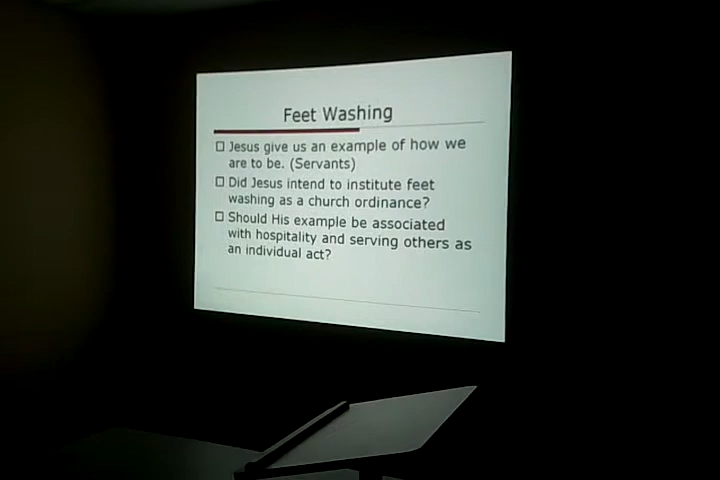 Feet Washing
Jesus give us an example of how we
are to be. (Servants)
Did Jesus intend to institute feet
washing as a church ordinance?
Should His example be associated
with hospitality and serving others as
an individual act?